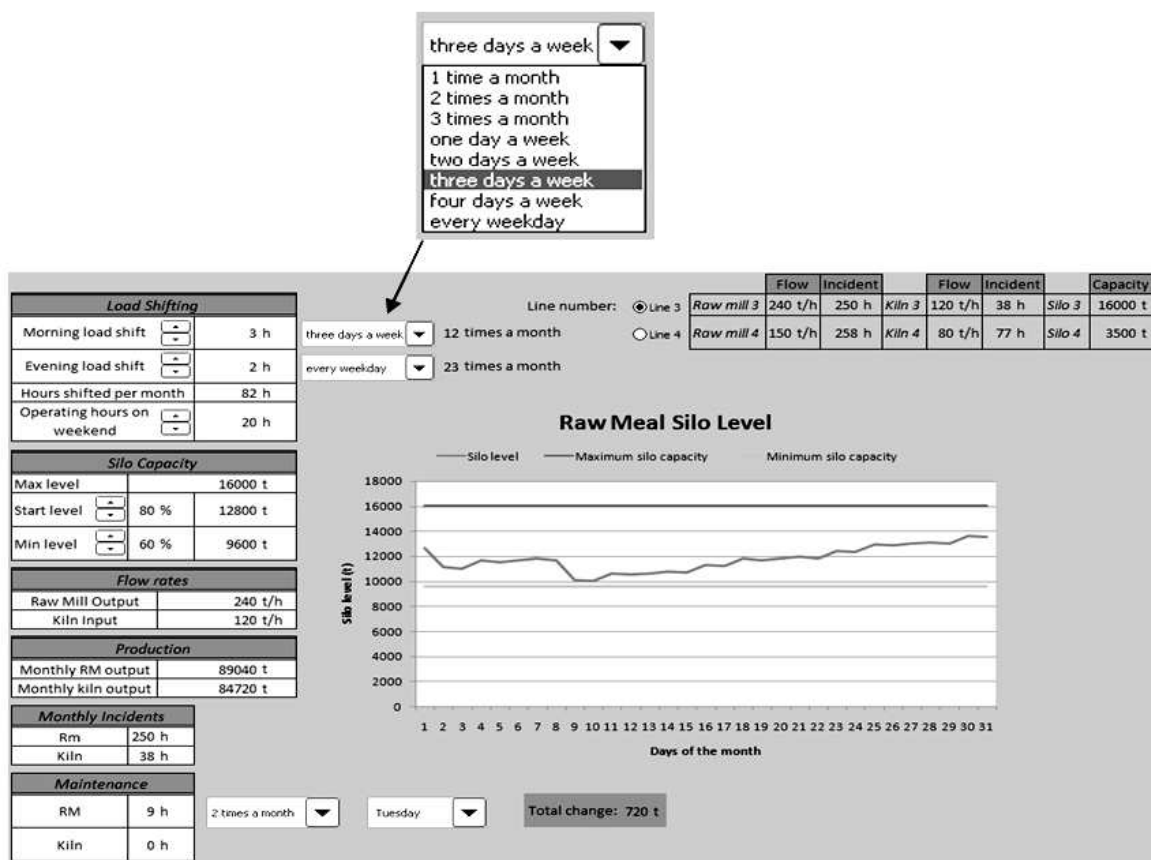 three days a week
1 time a month
2 times a month
3 times a month
one day a week
two days a week
three days a week
four days a week
every weekday
Flow Incident Flow Incident Capacity
Line number: Line 3 Raw mill 3 240 t/h 250 h Kiln 3 120 t/h 38 h Silo 3 16000 t
Line 4 Raw mill 4 150 t/h 258 h Kiln 4 80 t/h 77 h Silo 4 3500 t
Load Shifting
Morning load shift 3 h three days a week 12 times a month
Evening load shift 2 h every weekday 23 times a month
Hours shifted per month 82 h
Operating hours on
weekend 20 h
Silo Capacity
Max level 16000 t
Start level 80 % 12800 t
Min level 60 % 9600 t
Flow rates
Raw Mill Output 240 t/h
Kiln Input 120 t/h
Production
Monthly RM output 89040 t
Monthly kiln output 84720 t
Monthly Incidents
Rm 250 h
Kiln 38 h
Maintenance
RM 9 h 2 times a month Tuesday Total change: 720 t
Kiln 0 h
Raw Meal Silo Level
Silo level Maximum silo capacity Minimum silo capacity
Silo level (t)
18000
16000
14000
12000
10000
8000
6000
4000
2000
0
1 2 3 4 5 6 7 8 9 10 11 12 13 14 15 16 17 18 19 20 21 22 23 24 25 26 27 28 29 30 31
Days of the month